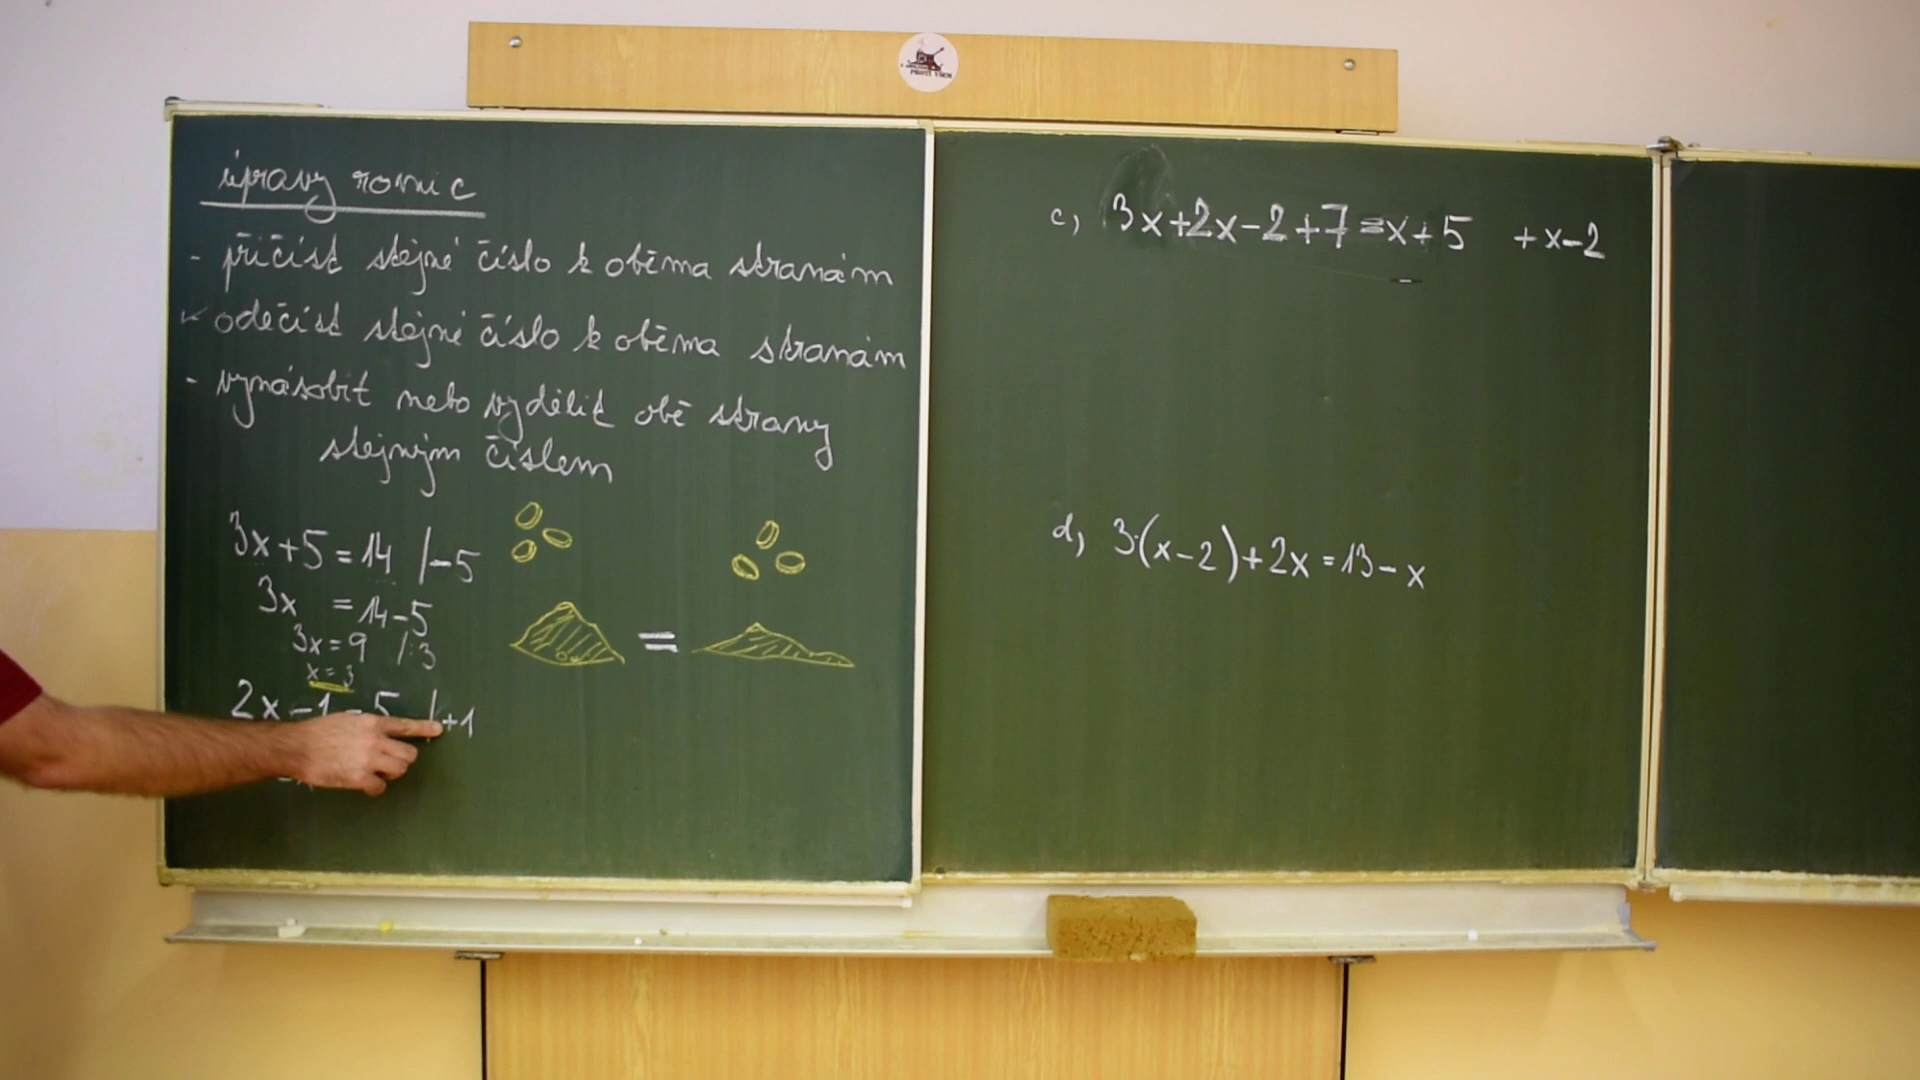 úpravy rovnic
- přičíst stejné číslo k oběma stranám
- odečíst stejné číslo k oběma stranám
- vynásobit nebo vydělit obě strany
stejným číslem
3x+5=14 /-5
3x =14-5
3x=9 /:3
x=3
2x-1=5 /+1
=
c, 3x+2x-2+7=x+5 +x-2
-
d, 3·(x-2)+2x=13-x
PROTI VŠEM